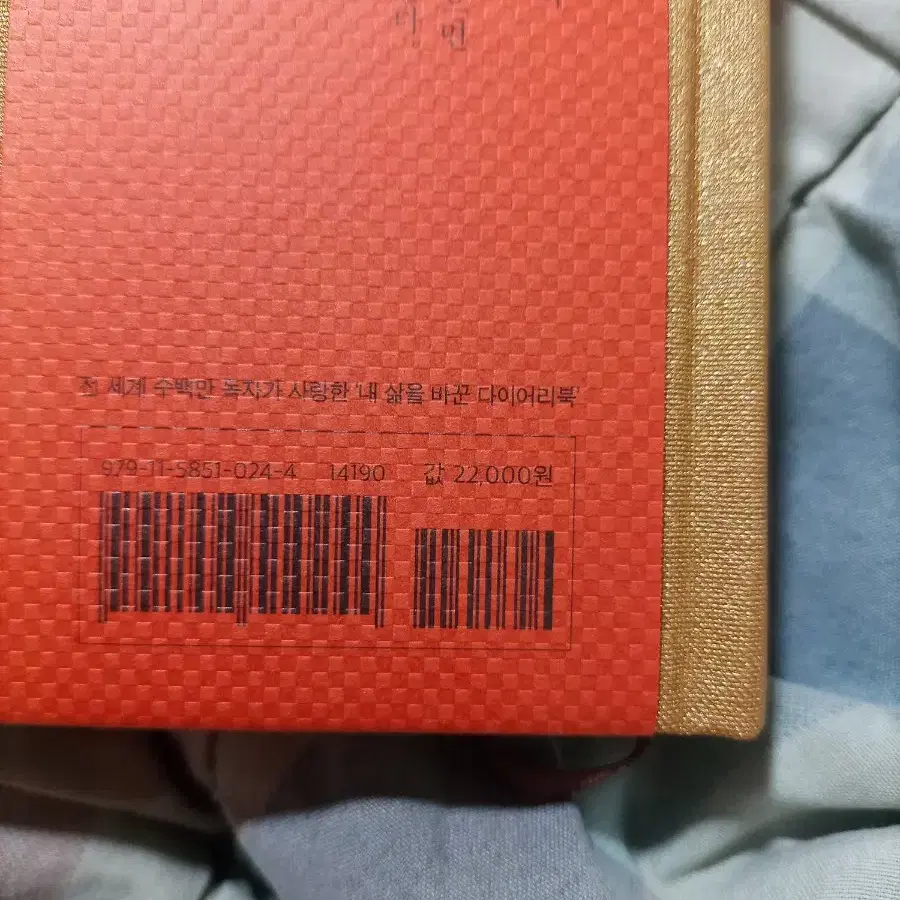 면
전 세계 수백만 독자가 사랑한 '내 삶을 바꾼 다이어리북'
979-11-5851-024-4 14190 값 22,000원